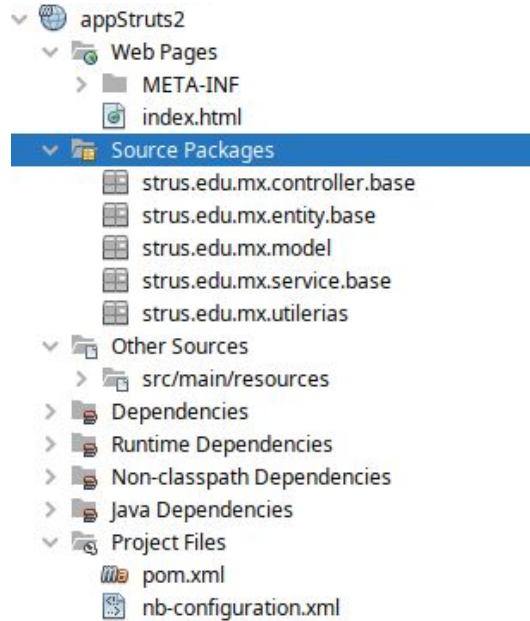 appStruts2
Web Pages
META-INF
index.html
Source Packages
strus.edu.mx.controller.base
strus.edu.mx.entity.base
strus.edu.mx.model
strus.edu.mx.service.base
strus.edu.mx.utilerias
Other Sources
src/main/resources
Dependencies
Runtime Dependencies
Non-classpath Dependencies
Java Dependencies
Project Files
pom.xml
nb-configuration.xml